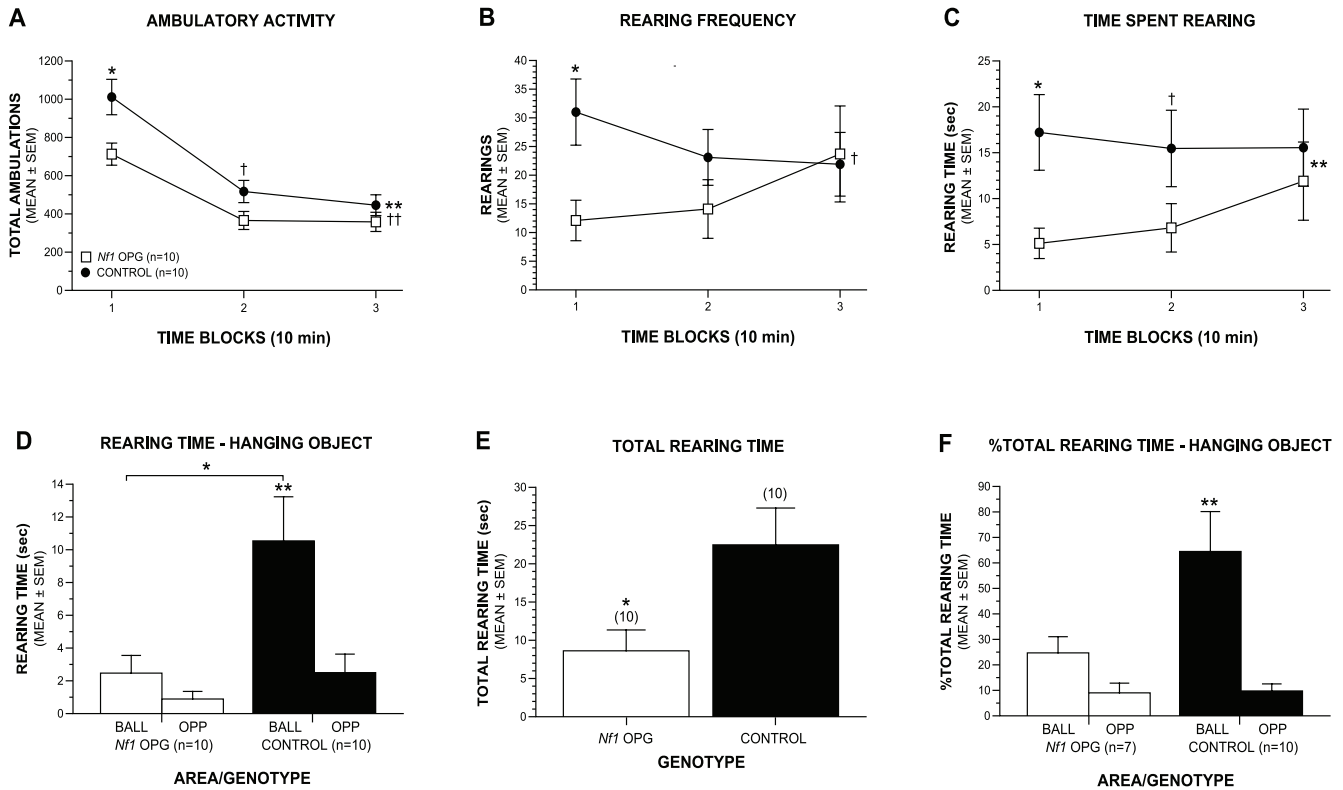 A
AMBULATORY ACTIVITY
TOTAL AMBULATIONS
(MEAN ± SEM)
1200
1000
800
600
400
200
0
*
†
**
††
Nf1 OPG (n=10)
CONTROL (n=10)
1 2 3
TIME BLOCKS (10 min)
B
REARING FREQUENCY
REARINGS
(MEAN ± SEM)
40
35
30
25
20
15
10
5
0
*
†
1 2 3
TIME BLOCKS (10 min)
C
TIME SPENT REARING
REARING TIME (sec)
(MEAN ± SEM)
25
20
15
10
5
0
*
†
**
1 2 3
TIME BLOCKS (10 min)
D
REARING TIME - HANGING OBJECT
REARING TIME (sec)
(MEAN ± SEM)
14
12
10
8
6
4
2
0
*
**
BALL OPP BALL OPP
Nf1 OPG (n=10) CONTROL (n=10)
AREA/GENOTYPE
E
TOTAL REARING TIME
TOTAL REARING TIME (sec)
(MEAN ± SEM)
30
25
20
15
10
5
0
*
(10)
(10)
Nf1 OPG CONTROL
GENOTYPE
F
%TOTAL REARING TIME - HANGING OBJECT
%TOTAL REARING TIME
(MEAN ± SEM)
90
80
70
60
50
40
30
20
10
0
**
BALL OPP BALL OPP
Nf1 OPG (n=7) CONTROL (n=10)
AREA/GENOTYPE